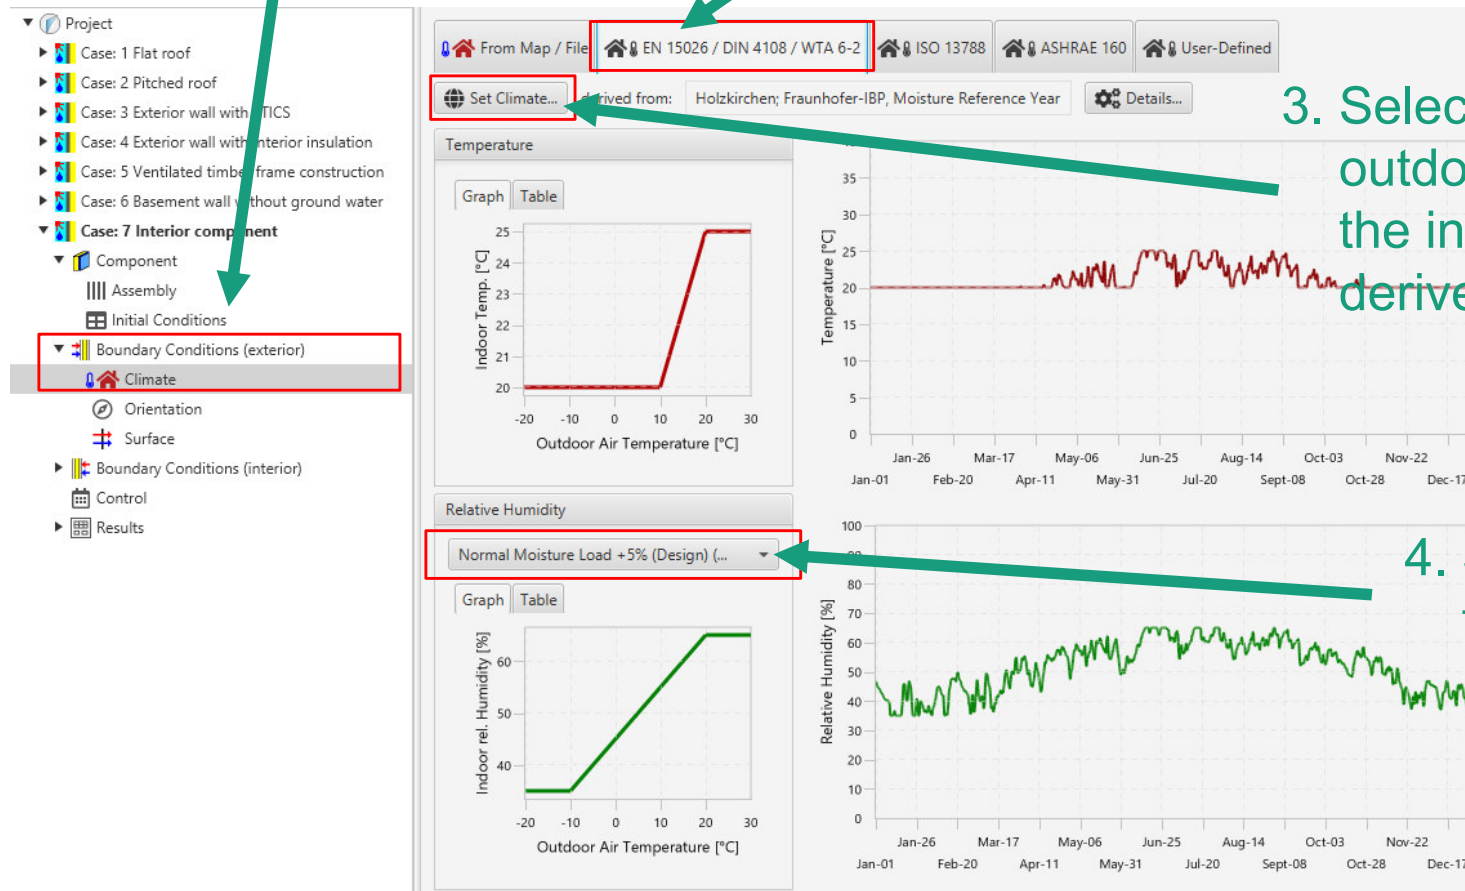 Project
Case: 1 Flat roof
Case: 2 Pitched roof
Case: 3 Exterior wall with TICS
Case: 4 Exterior wall with interior insulation
Case: 5 Ventilated timber frame construction
Case: 6 Basement wall without ground water
Case: 7 Interior component
Component
Assembly
Initial Conditions
Boundary Conditions (exterior)
Climate
Orientation
Surface
Boundary Conditions (interior)
Control
Results
From Map / File
EN 15026 / DIN 4108 / WTA 6-2
ISO 13788
ASHRAE 160
User-Defined
Set Climate...
derived from:
Holzkirchen; Fraunhofer-IBP, Moisture Reference Year
Details...
3. Selec
outdo
the in
derive
Temperature
Graph Table
Indoor Temp. [°C]
25
24
23
22
21
20
-20 -10 0 10 20 30
Outdoor Air Temperature [°C]
Temperature [°C]
35
30
25
20
15
10
5
0
Jan-26 Mar-17 May-06 Jun-25 Aug-14 Oct-03 Nov-22
Jan-01 Feb-20 Apr-11 May-31 Jul-20 Sept-08 Oct-28 Dec-17
Relative Humidity
Normal Moisture Load +5% (Design) (...
4.
Graph Table
Indoor rel. Humidity [%]
60
50
40
-20 -10 0 10 20 30
Outdoor Air Temperature [°C]
Relative Humidity [%]
100
80
70
60
50
40
30
20
10
0
Jan-26 Mar-17 May-06 Jun-25 Aug-14 Oct-03 Nov-22
Jan-01 Feb-20 Apr-11 May-31 Jul-20 Sept-08 Oct-28 Dec-17